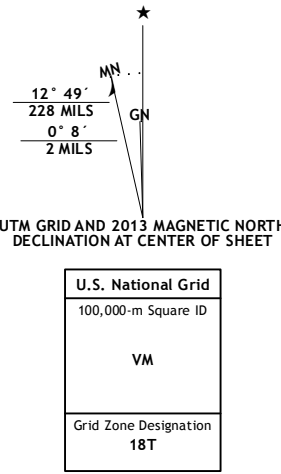 ★
MN
12° 49´
228 MILS
GN
0° 8´
2 MILS
UTM GRID AND 2013 MAGNETIC NORTH
DECLINATION AT CENTER OF SHEET
U.S. National Grid
100,000-m Square ID
VM
Grid Zone Designation
18T